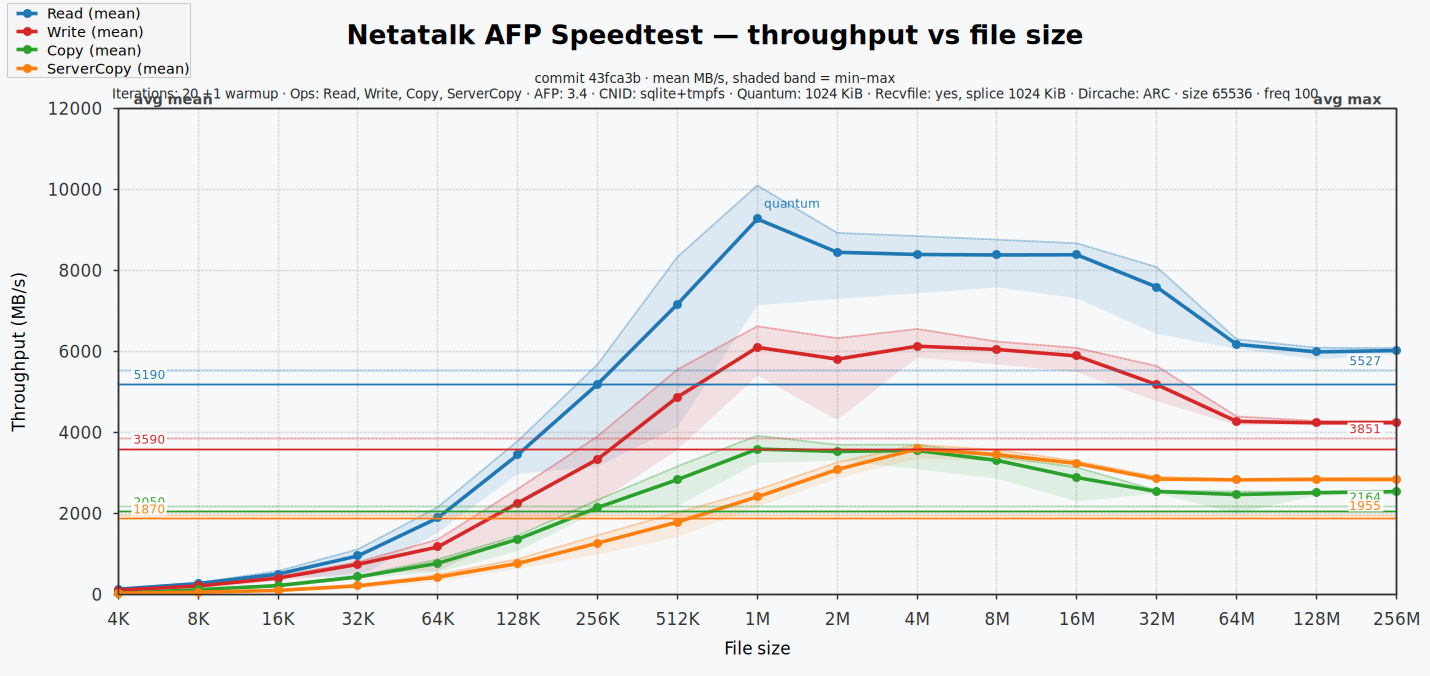 Read (mean)
Write (mean)
Copy (mean)
ServerCopy (mean)
Netatalk AFP Speedtest — throughput vs file size
commit 43fca3b · mean MB/s, shaded band = min–max
Iterations: 20 +1 warmup · Ops: Read, Write, Copy, ServerCopy · AFP: 3.4 · CNID: sqlite+tmpfs · Quantum: 1024 KiB · Recvfile: yes, splice 1024 KiB · Dircache: ARC · size 65536 · freq 100
avg mean
avg max
12000
10000
8000
6000
4000
2000
0
Throughput (MB/s)
quantum
5190
5527
3590
3851
2050
2164
1870
1955
4K 8K 16K 32K 64K 128K 256K 512K 1M 2M 4M 8M 16M 32M 64M 128M 256M
File size